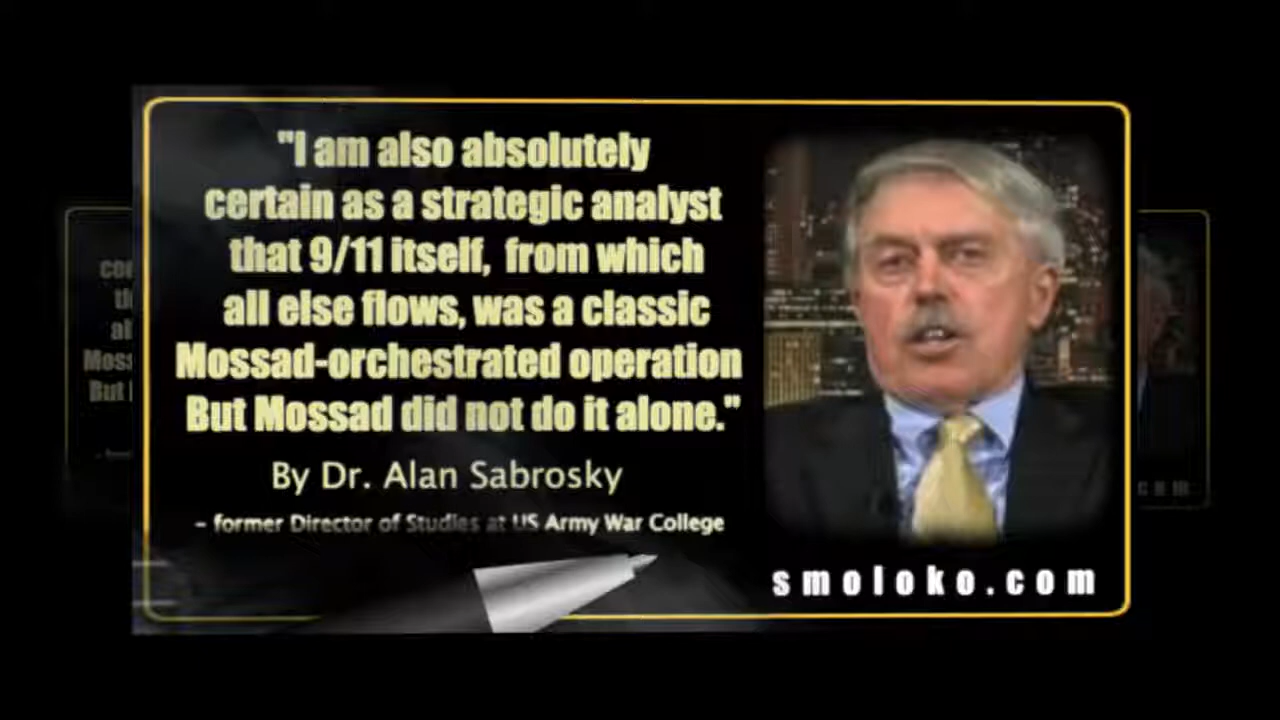 "I am also absolutely
certain as a strategic analyst
that 9/11 itself, from which
all else flows, was a classic
Mossad-orchestrated operation
But Mossad did not do it alone."
By Dr. Alan Sabrosky
– former Director of Studies at US Army War College
smoloko.com